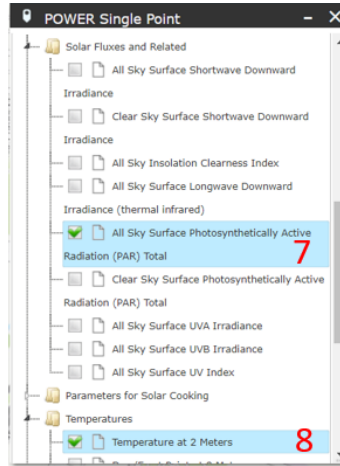 POWER Single Point
Solar Fluxes and Related
All Sky Surface Shortwave Downward
Irradiance
Clear Sky Surface Shortwave Downward
Irradiance
All Sky Insolation Clearness Index
All Sky Surface Longwave Downward
Irradiance (thermal infrared)
All Sky Surface Photosynthetically Active
Radiation (PAR) Total
7
Clear Sky Surface Photosynthetically Active
Radiation (PAR) Total
All Sky Surface UVA Irradiance
All Sky Surface UVB Irradiance
All Sky Surface UV Index
Parameters for Solar Cooking
Temperatures
Temperature at 2 Meters
8